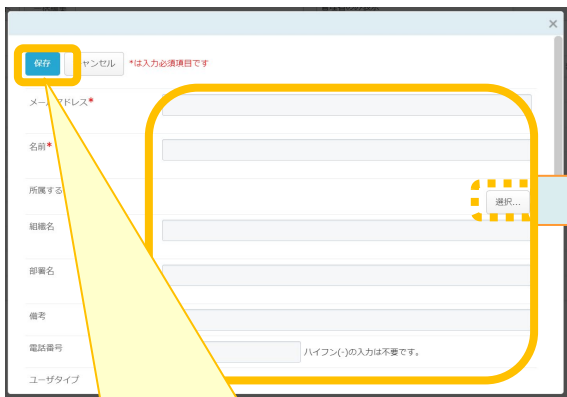 ×
保存 ャンセル *は入力必須項目です
メールアドレス*
名前*
所属する
選択...
組織名
部署名
備考
電話番号 ハイフン(-)の入力は不要です。
ユーザタイプ